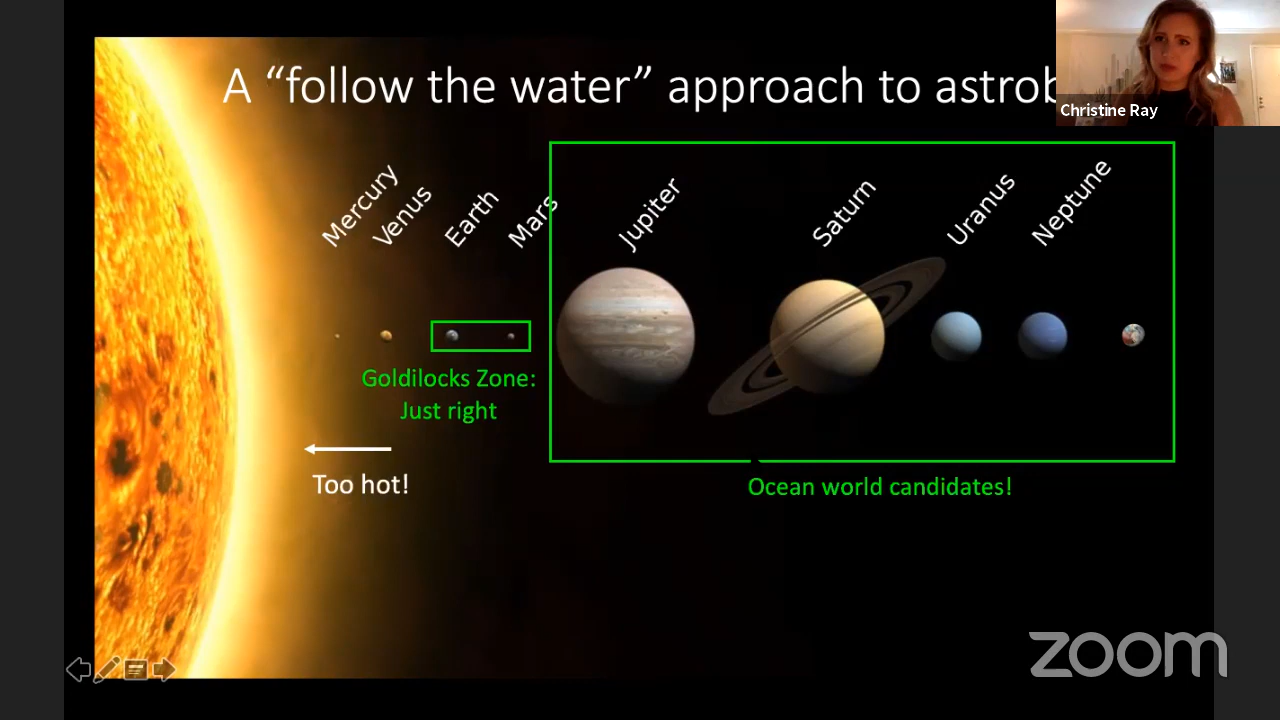 A “follow the water” approach to
Christine Ray
Mercury
Venus
Earth
Mars
Jupiter
Saturn
Uranus
Neptune
Goldilocks Zone:
Just right
Too hot!
Ocean world candidates!
zoom